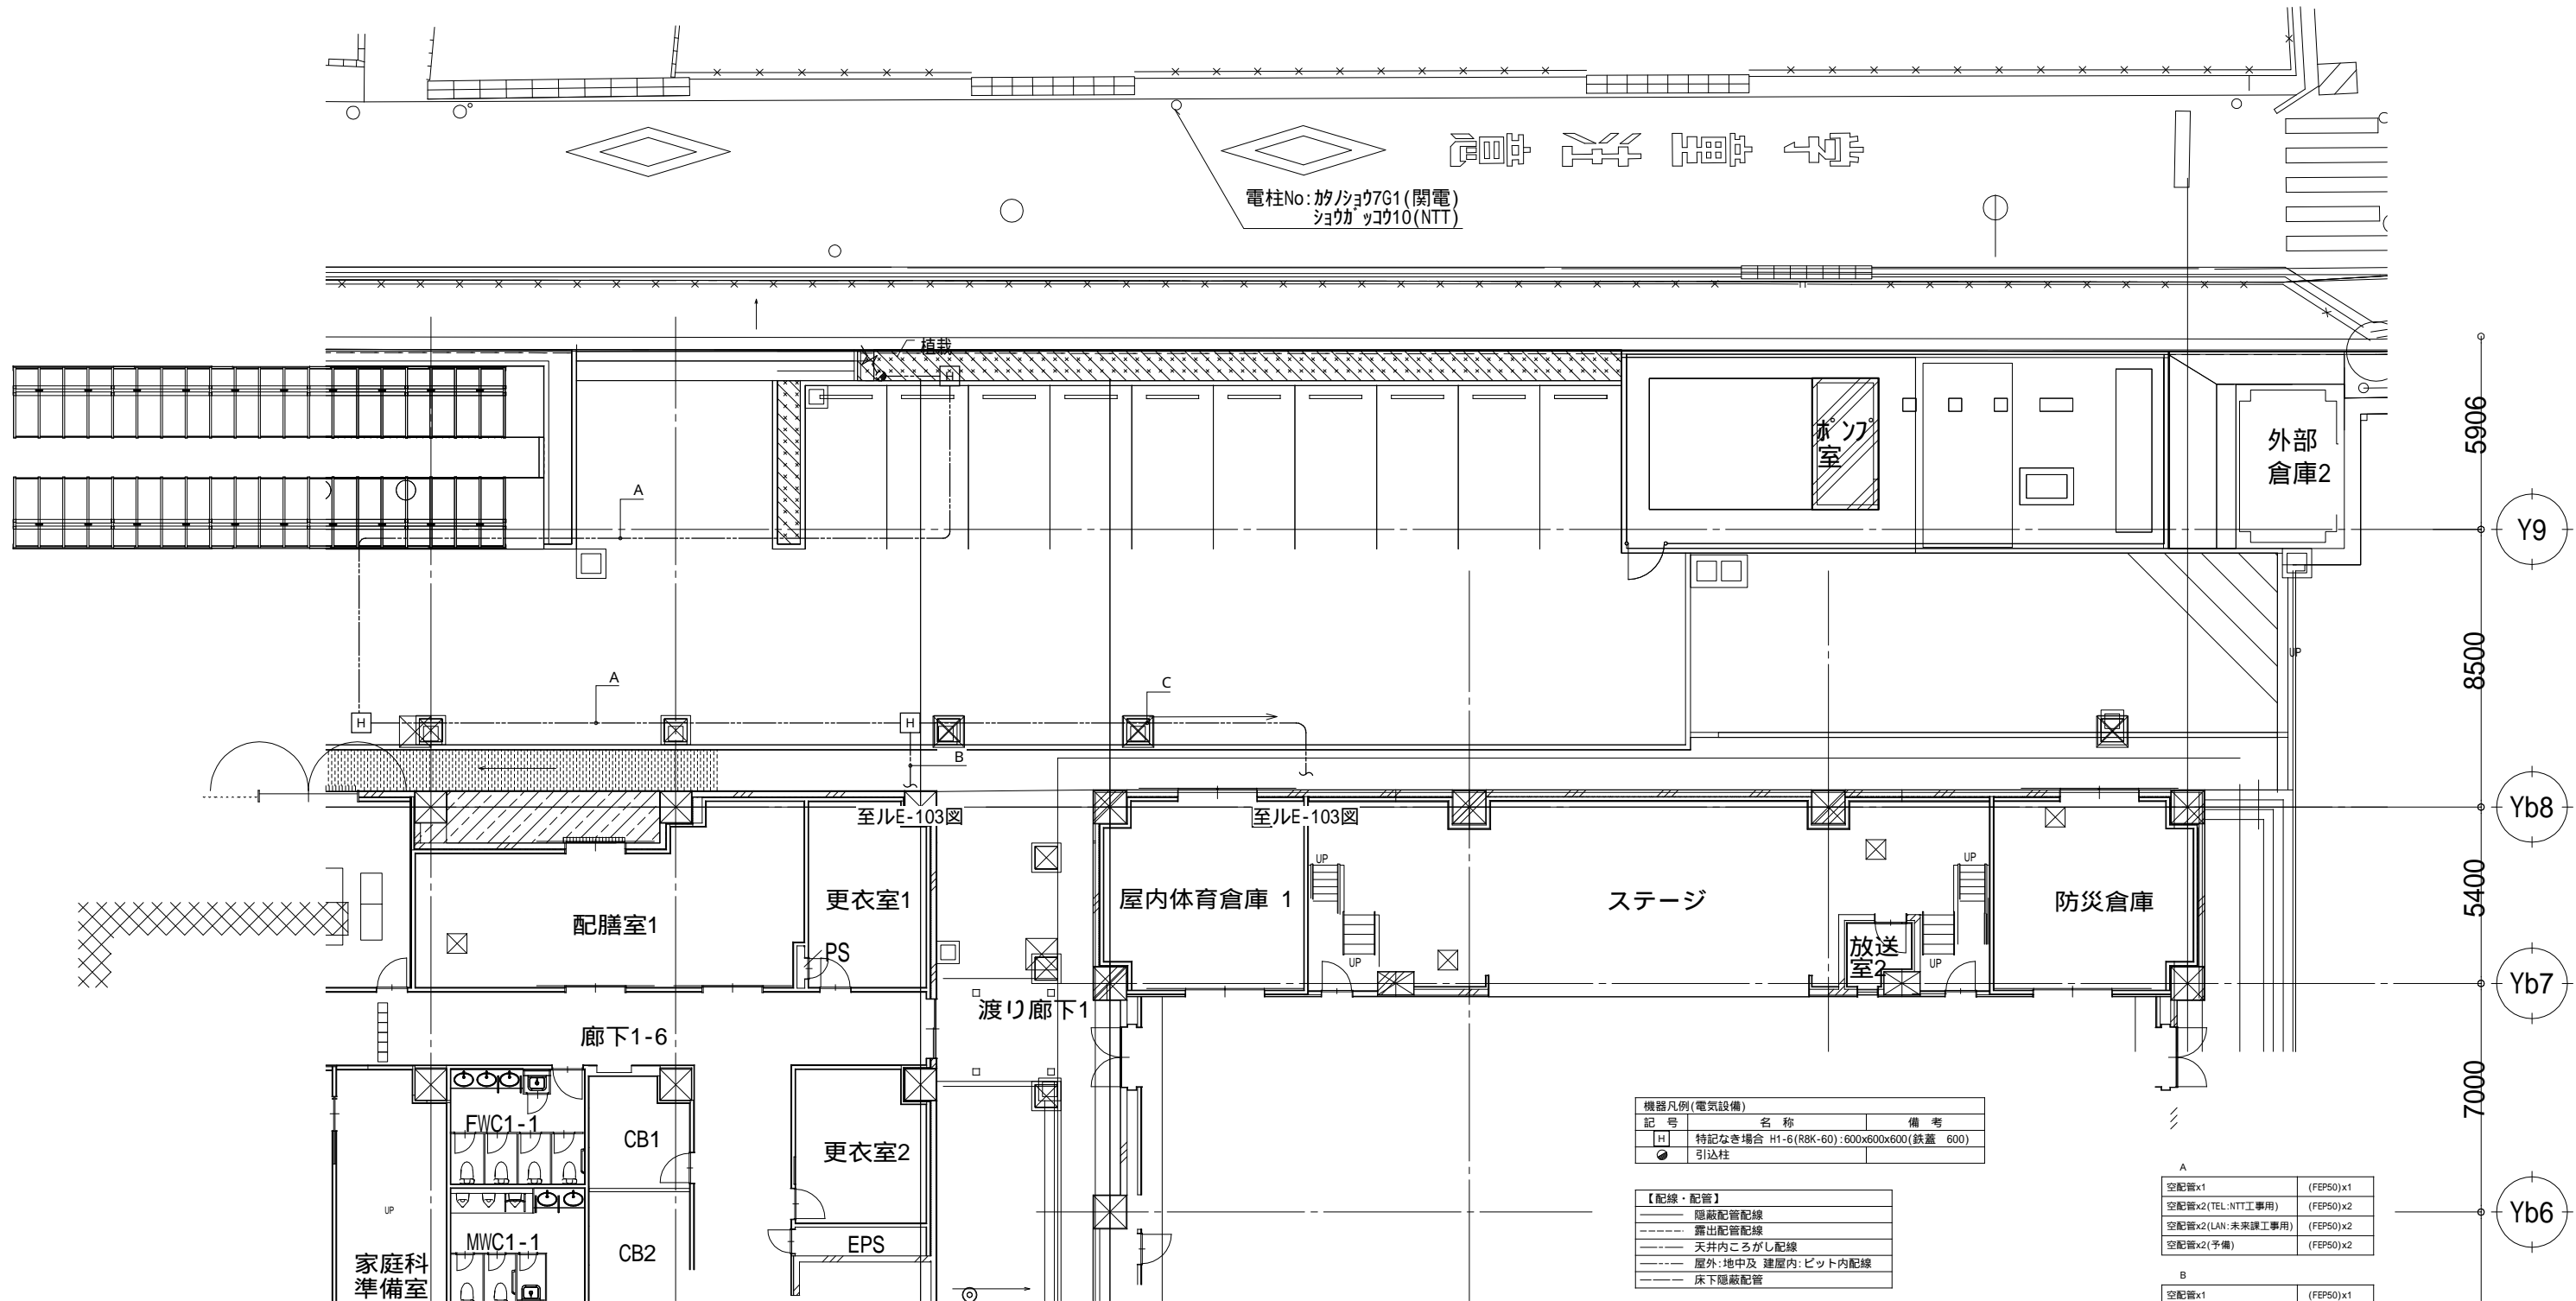 学童注意
電柱No:ｶﾀﾉｼｮｳ7G1(関電)
ｼｮｳｶﾞｯｺｳ10(NTT)
植栽
H
ﾎﾟﾝﾌﾟ
室
外部
倉庫2
5906
A
Y9
8500
UP
A
C
H
H
B
至ルE-103図
至ルE-103図
Yb8
UP
UP
配膳室1
更衣室1
屋内体育倉庫 1
ステージ
防災倉庫
5400
PS
放送
室2
UP
UP
Yb7
渡り廊下1
廊下1-6
FWC1-1
CB1
更衣室2
7000
機器凡例(電気設備)
記 号 名 称 備 考
H 特記なき場合 H1-6(R8K-60):600x600x600(鉄蓋 600)
引込柱
A
空配管x1 (FEP50)x1
空配管x2(TEL:NTT工事用) (FEP50)x2
空配管x2(LAN:未来課工事用) (FEP50)x2
空配管x2(予備) (FEP50)x2
【配線・配管】
隠蔽配管配線
露出配管配線
天井内ころがし配線
屋外:地中及 建屋内:ピット内配線
床下隠蔽配管
UP
Yb6
MWC1-1
CB2
EPS
家庭科
準備室
B
空配管x1 (FEP50)x1